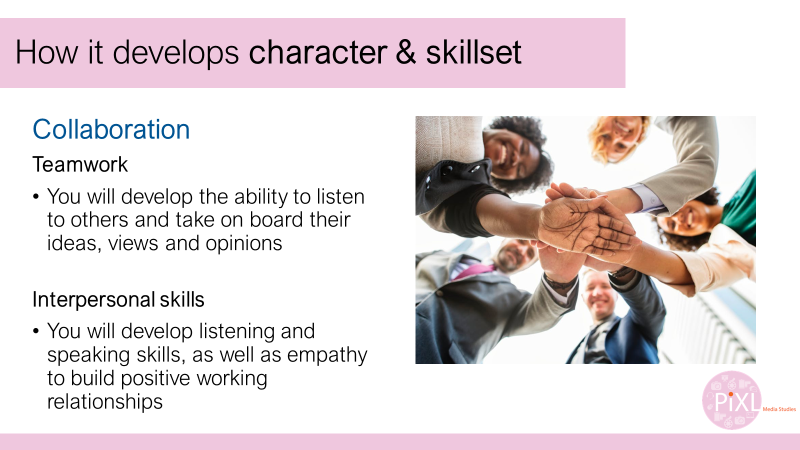 How it develops character & skillset
Collaboration
Teamwork
• You will develop the ability to listen
to others and take on board their
ideas, views and opinions
Interpersonal skills
• You will develop listening and
speaking skills, as well as empathy
to build positive working
relationships
PiXL
Media Studies